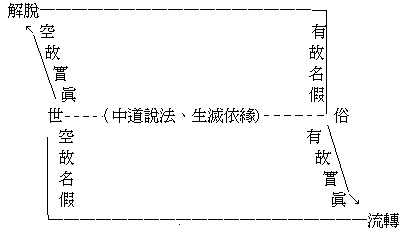 解脫
空故實眞
有故名假
世----（中道說法、生滅依緣）------俗
空故名假
有故實眞
流轉